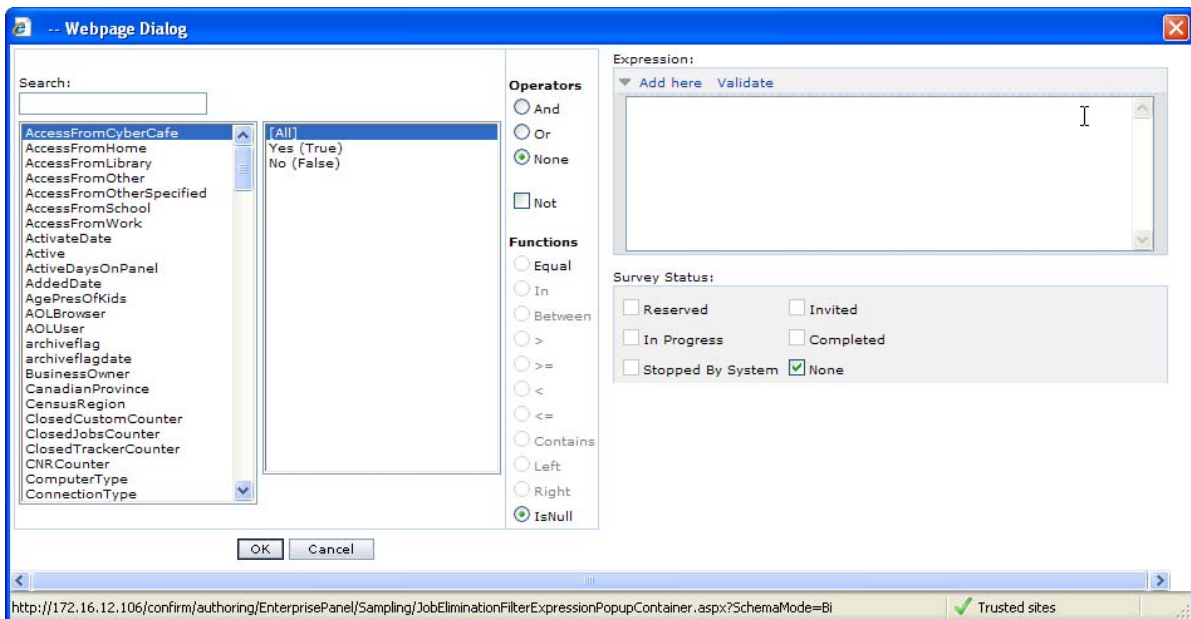 -- Webpage Dialog
Search:
AccessFromCyberCafe
AccessFromHome
AccessFromLibrary
AccessFromOther
AccessFromOtherSpecified
AccessFromSchool
AccessFromWork
ActivateDate
Active
ActiveDaysOnPanel
AddedDate
AgePresOfKids
AOLBrowser
AOLUser
archiveflag
archiveflagdate
BusinessOwner
CanadianProvince
CensusRegion
ClosedCustomCounter
ClosedJobsCounter
ClosedTrackerCounter
CNRCounter
ComputerType
ConnectionType
[All]
Yes (True)
No (False)
Operators
And
Or
None
Not
Functions
Equal
In
Between
>
>=
<
<=
Contains
Left
Right
IsNull
Expression:
Add here Validate
Survey Status:
Reserved Invited
In Progress Completed
Stopped By System None
OK Cancel
http://172.16.12.106/confirm/authoring/EnterprisePanel/Sampling/JobEliminationFilterExpressionPopupContainer.aspx?SchemaMode=Bi
Trusted sites